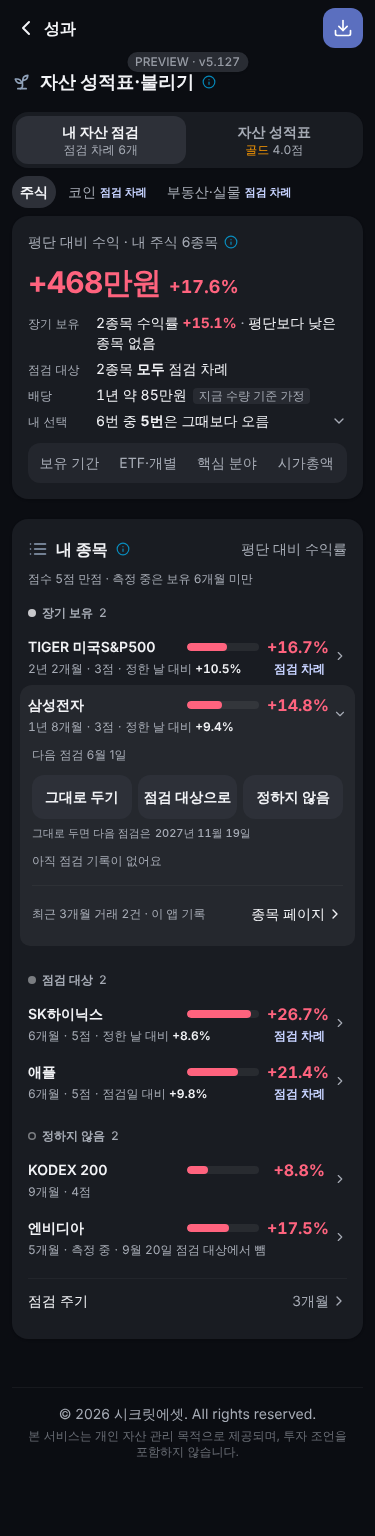 성과
PREVIEW · v5.127
자산 성적표·불리기
내 자산 점검
점검 차례 6개
자산 성적표
골드 4.0점
주식
코인 점검 차례
부동산·실물 점검 차례
평단 대비 수익 · 내 주식 6종목
+468만원 +17.6%
장기 보유 2종목 수익률 +15.1% · 평단보다 낮은
종목 없음
점검 대상 2종목 모두 점검 차례
배당 1년 약 85만원 지금 수량 기준 가정
내 선택 6번 중 5번은 그때보다 오름
보유 기간 ETF·개별 핵심 분야 시가총액
내 종목 평단 대비 수익률
점수 5점 만점 · 측정 중은 보유 6개월 미만
장기 보유 2
TIGER 미국S&P500 +16.7%
2년 2개월 · 3점 · 정한 날 대비 +10.5% 점검 차례
삼성전자 +14.8%
1년 8개월 · 3점 · 정한 날 대비 +9.4%
다음 점검 6월 1일
그대로 두기 점검 대상으로 정하지 않음
그대로 두면 다음 점검은 2027년 11월 19일
아직 점검 기록이 없어요
최근 3개월 거래 2건 · 이 앱 기록 종목 페이지
점검 대상 2
SK하이닉스 +26.7%
6개월 · 5점 · 정한 날 대비 +8.6% 점검 차례
애플 +21.4%
6개월 · 5점 · 점검일 대비 +9.8% 점검 차례
정하지 않음 2
KODEX 200 +8.8%
9개월 · 4점
엔비디아 +17.5%
5개월 · 측정 중 · 9월 20일 점검 대상에서 뺌
점검 주기 3개월
© 2026 시크릿에셋. All rights reserved.
본 서비스는 개인 자산 관리 목적으로 제공되며, 투자 조언을
포함하지 않습니다.